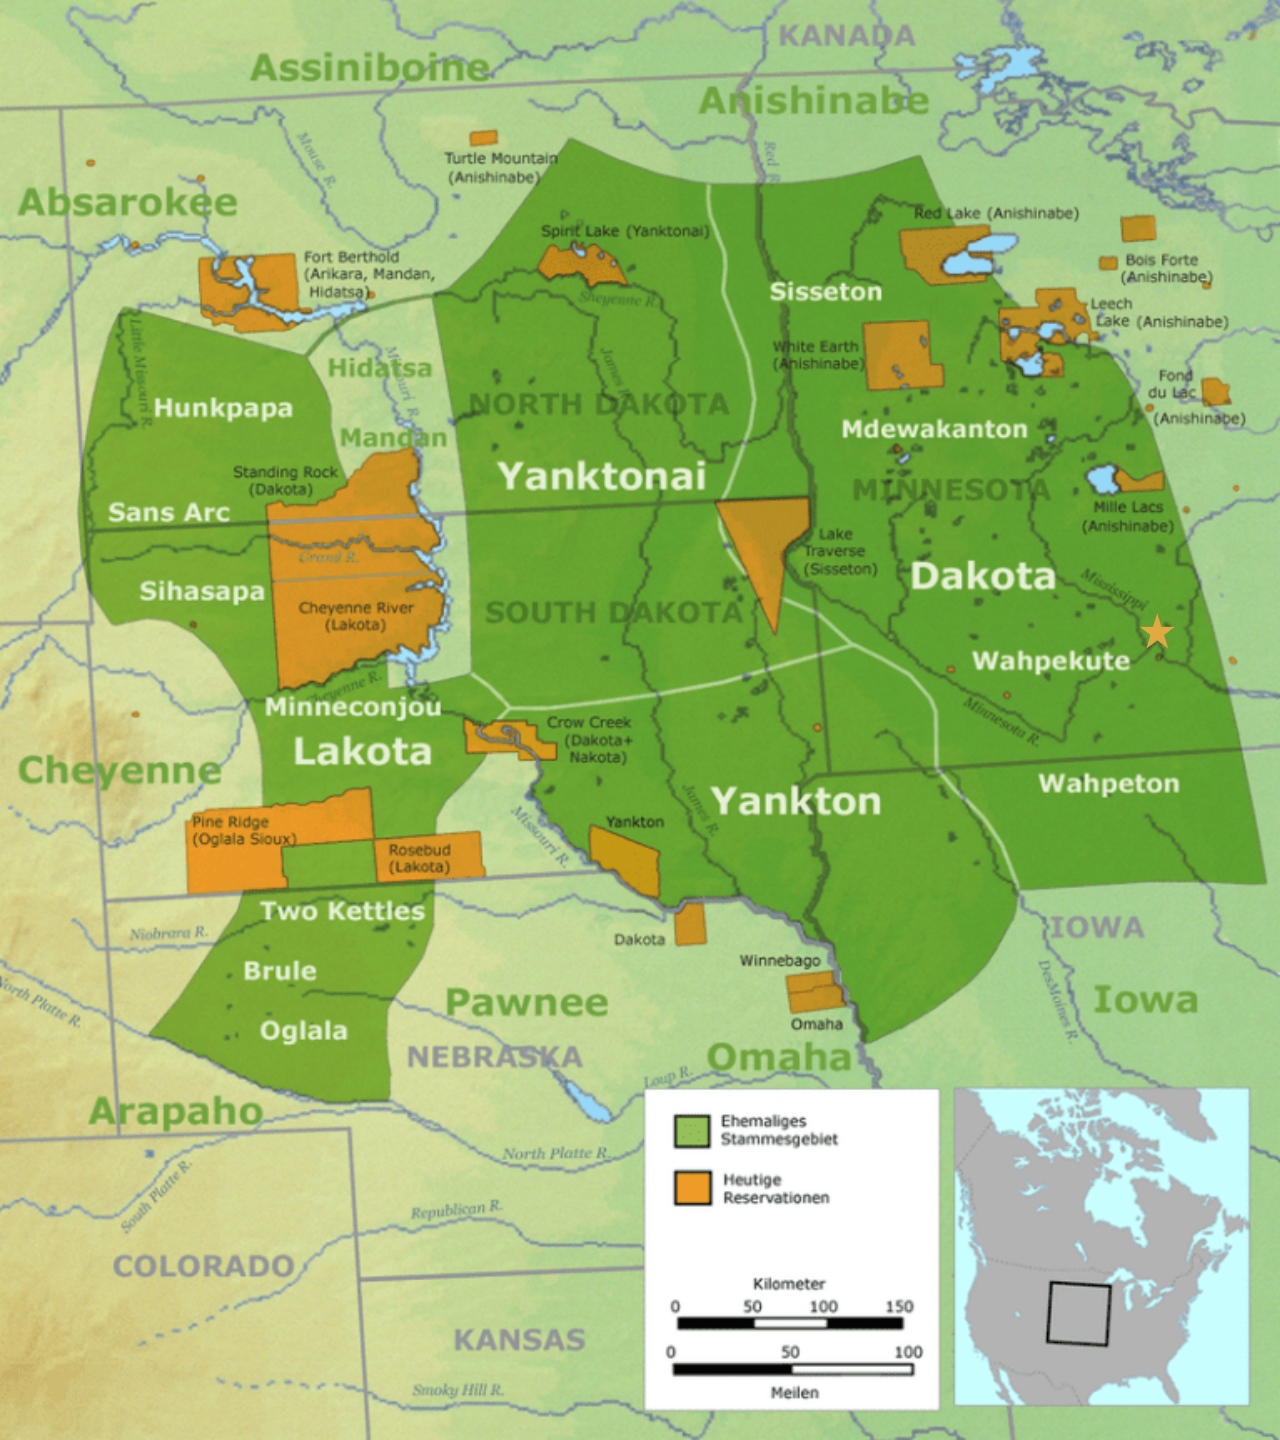 KANADA
Assiniboine
Anishinabe
Mouse R.
Red R.
Turtle Mountain
(Anishinabe)
Absarokee
Spirit Lake (Yanktonai)
Red Lake (Anishinabe)
Fort Berthold
(Arikara, Mandan,
Hidatsa)
Bois Forte
(Anishinabe)
Sheyenne R.
Sisseton
Leech
Lake (Anishinabe)
Little Missouri R.
Missouri R.
Hidatsa
James R.
White Earth
(Anishinabe)
Fond
du Lac
(Anishinabe)
Hunkpapa
NORTH DAKOTA
Mandan
Mdewakanton
Standing Rock
(Dakota)
Yanktonai
MINNESOTA
Sans Arc
Mille Lacs
(Anishinabe)
Lake
Traverse
(Sisseton)
Grand R.
Dakota
Sihasapa
Mississippi
Cheyenne River
(Lakota)
SOUTH DAKOTA
Wahpekute
Cheyenne R.
Minneconjou
Minnesota R.
Lakota
Crow Creek
(Dakota+
Nakota)
Cheyenne
Wahpeton
Yankton
James R.
Pine Ridge
(Oglala Sioux)
Yankton
Missouri R.
Rosebud
(Lakota)
Two Kettles
Niobrara R.
Dakota
IOWA
Winnebago
Brule
North Platte R.
DesMoines R.
Pawnee
Iowa
Oglala
Omaha
NEBRASKA
Omaha
Loup R.
Arapaho
Ehemaliges
Stammesgebiet
North Platte R.
South Platte R.
Heutige
Reservationen
Republican R.
COLORADO
Kilometer
0 50 100 150
KANSAS
0 50 100
Meilen
Smoky Hill R.